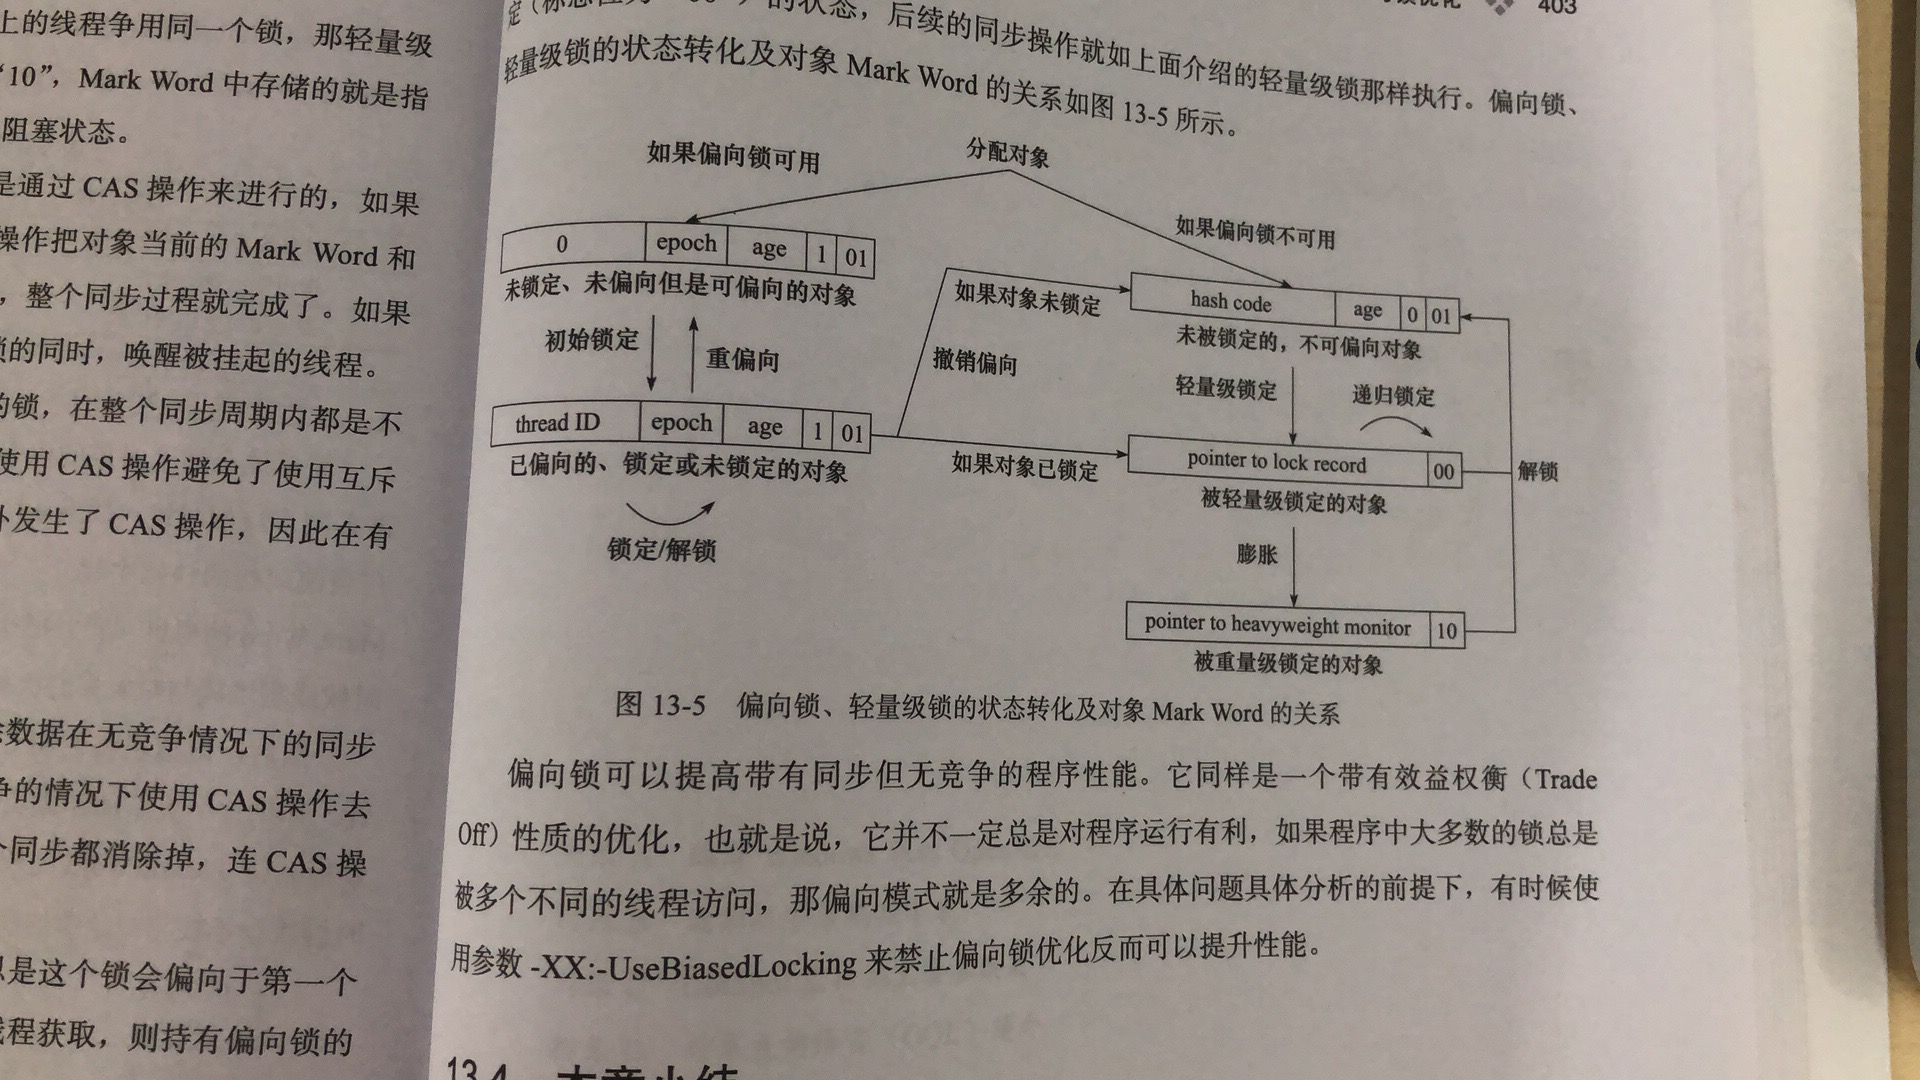 上的线程争用同一个锁，那轻量级
“10”，Mark Word 中存储的就是指
阻塞状态。
是通过 CAS 操作来进行的，如果
操作把对象当前的 Mark Word 和
，整个同步过程就完成了。如果
的同时，唤醒被挂起的线程。
的锁，在整个同步周期内都是不
使用 CAS 操作避免了使用互斥
外发生了 CAS 操作，因此在有
数据在无竞争情况下的同步
争的情况下使用 CAS 操作去
个同步都消除掉，连 CAS 操
是这个锁会偏向于第一个
线程获取，则持有偏向锁的
403
的状态，后续的同步操作就如上面介绍的轻量级锁那样执行。偏向锁、
轻量级锁的状态转化及对象 Mark Word 的关系如图 13-5 所示。
分配对象
如果偏向锁可用
如果偏向锁不可用
0 epoch age 1 01
未锁定、未偏向但是可偏向的对象
如果对象未锁定
hash code age 0 01
未被锁定的，不可偏向对象
初始锁定
重偏向
撤销偏向
轻量级锁定
递归锁定
thread ID epoch age 1 01
已偏向的、锁定或未锁定的对象
如果对象已锁定
pointer to lock record 00
被轻量级锁定的对象
解锁
锁定/解锁
膨胀
pointer to heavyweight monitor 10
被重量级锁定的对象
图 13-5 偏向锁、轻量级锁的状态转化及对象 Mark Word 的关系
偏向锁可以提高带有同步但无竞争的程序性能。它同样是一个带有效益权衡（Trade
Off）性质的优化，也就是说，它并不一定总是对程序运行有利，如果程序中大多数的锁总是
被多个不同的线程访问，那偏向模式就是多余的。在具体问题具体分析的前提下，有时候使
用参数 -XX:-UseBiasedLocking 来禁止偏向锁优化反而可以提升性能。
13.4 本章小结